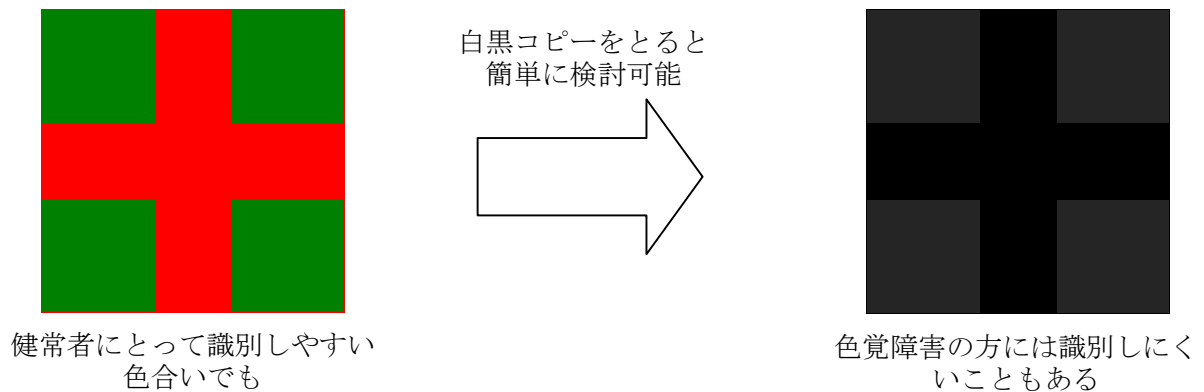 白黒コピーをとると
簡単に検討可能
健常者にとって識別しやすい
色合いでも
色覚障害の方には識別しにく
いこともある